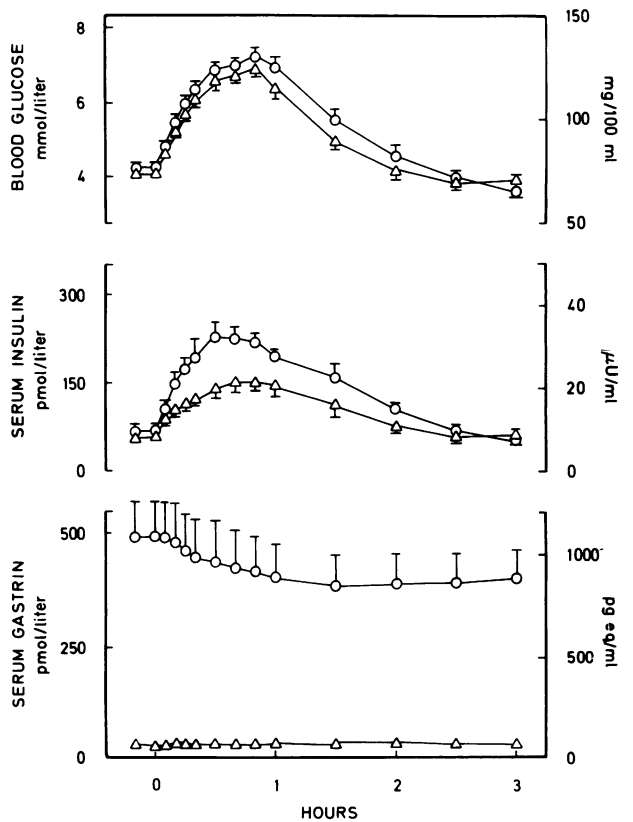 BLOOD GLUCOSE
mmol/liter
8
6
4
150
100
50
mg/100 ml
SERUM INSULIN
pmol/liter
300
150
0
40
20
0
µU/ml
SERUM GASTRIN
pmol/liter
500
250
0
1000
500
0
pg eq/ml
0 1 2 3
HOURS